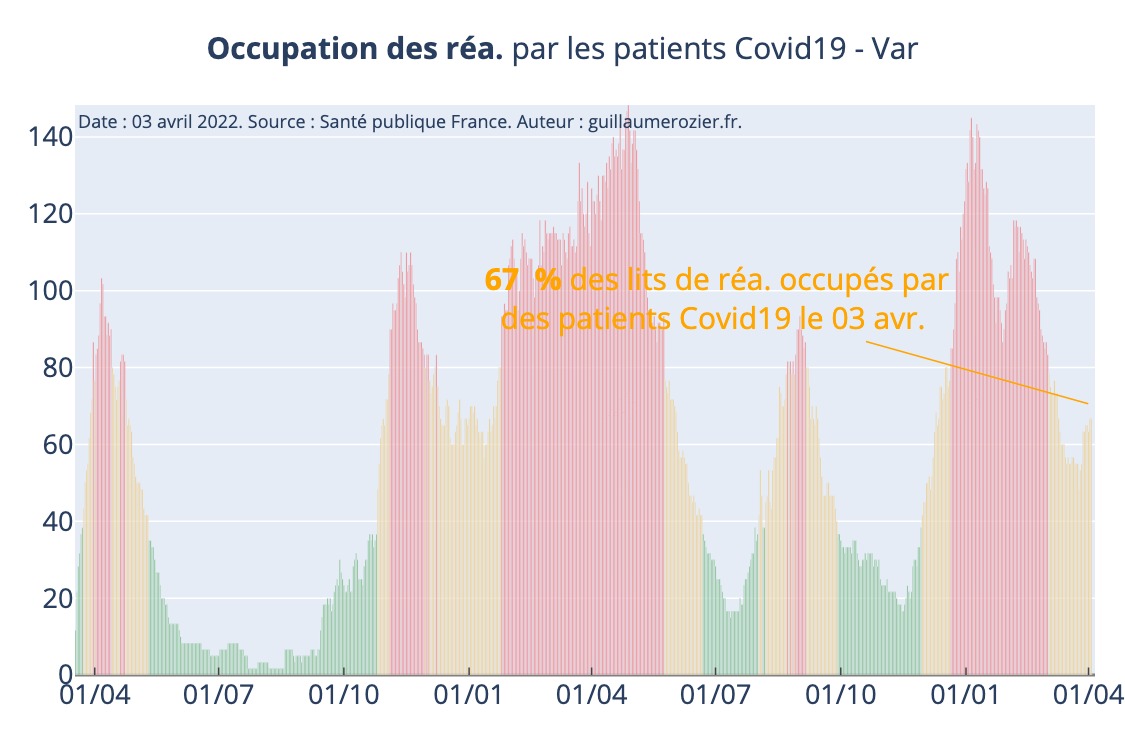 Occupation des réa. par les patients Covid19 - Var
Date : 03 avril 2022. Source : Santé publique France. Auteur : guillaumerozier.fr.
140
120
100
80
60
40
20
0
67 % des lits de réa. occupés par
des patients Covid19 le 03 avr.
01/04 01/07 01/10 01/01 01/04 01/07 01/10 01/01 01/04